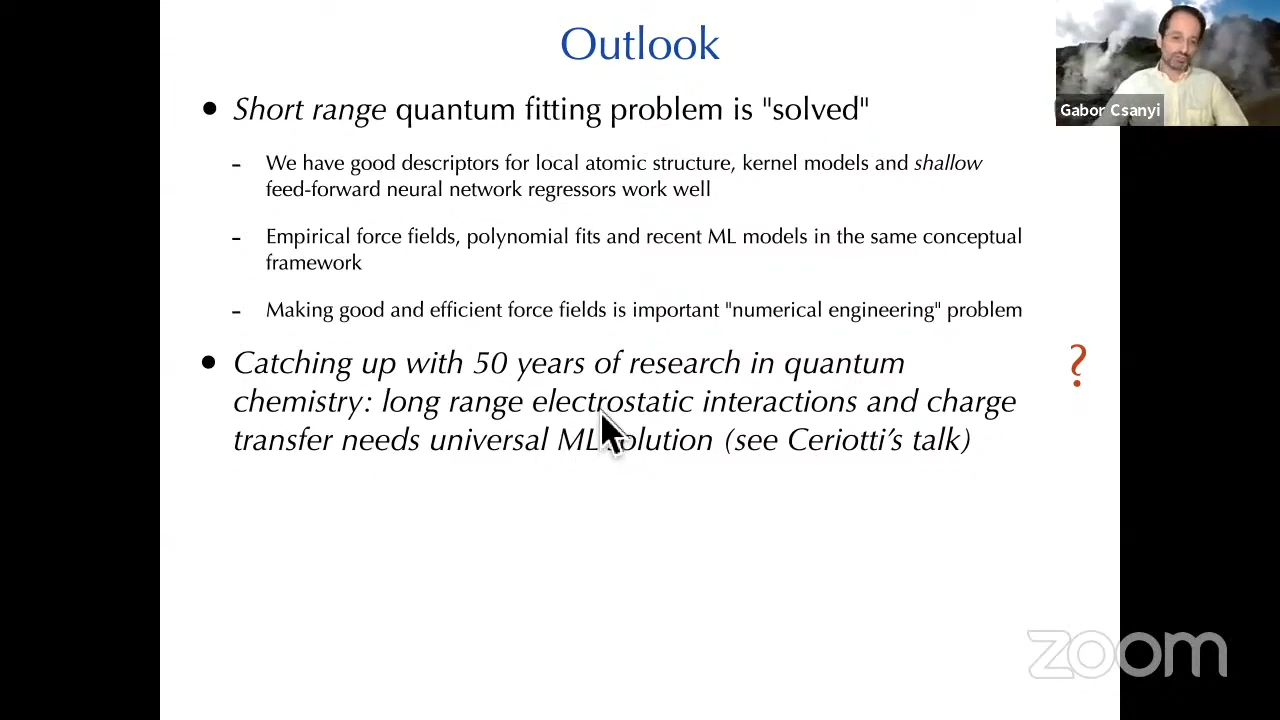 Outlook
Gabor Csanyi
• Short range quantum fitting problem is "solved"
- We have good descriptors for local atomic structure, kernel models and shallow
feed-forward neural network regressors work well
- Empirical force fields, polynomial fits and recent ML models in the same conceptual
framework
- Making good and efficient force fields is important "numerical engineering" problem
• Catching up with 50 years of research in quantum
?
chemistry: long range electrostatic interactions and charge
transfer needs universal ML solution (see Ceriotti’s talk)
zoom